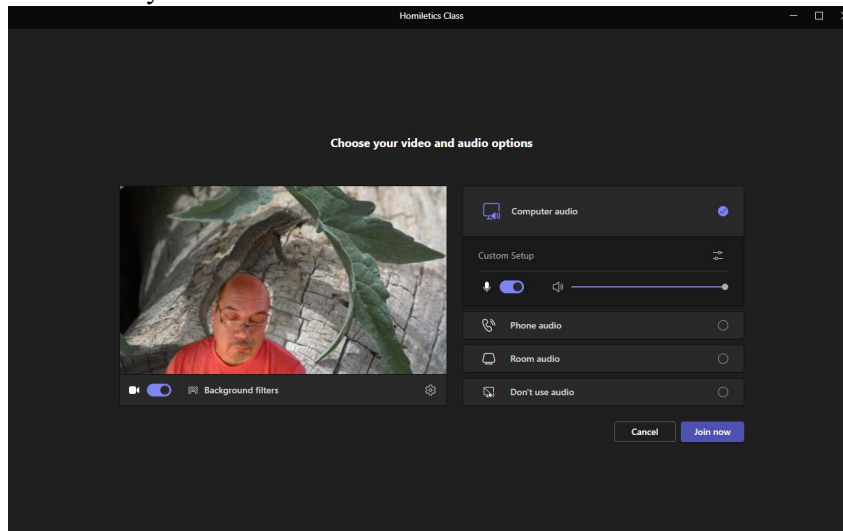 Homiletics Class
Choose your video and audio options
Computer audio
Custom Setup
Phone audio
Room audio
Background filters
Don't use audio
Cancel Join now